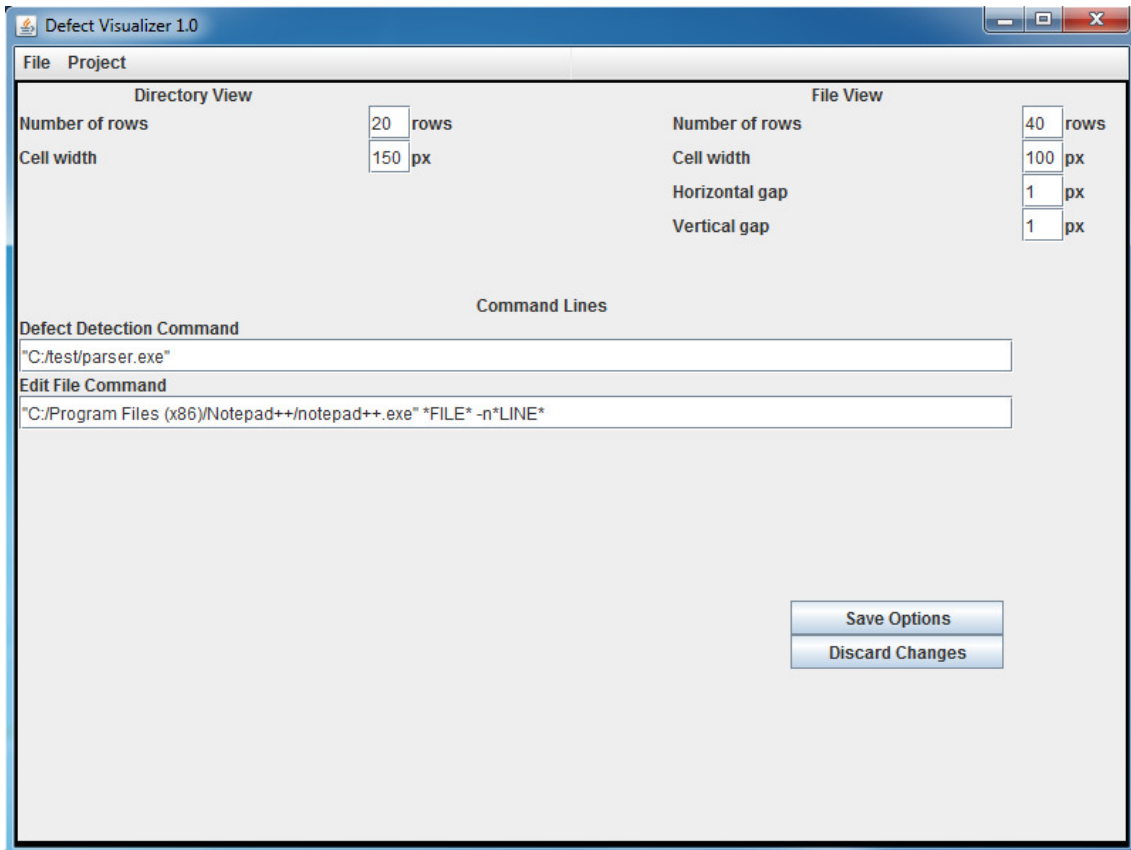 Defect Visualizer 1.0
File Project
Directory View File View
Number of rows 20 rows Number of rows 40 rows
Cell width 150 px Cell width 100 px
Horizontal gap 1 px
Vertical gap 1 px
Command Lines
Defect Detection Command
"C:/test/parser.exe"
Edit File Command
"C:/Program Files (x86)/Notepad++/notepad++.exe" *FILE* -n*LINE*
Save Options
Discard Changes